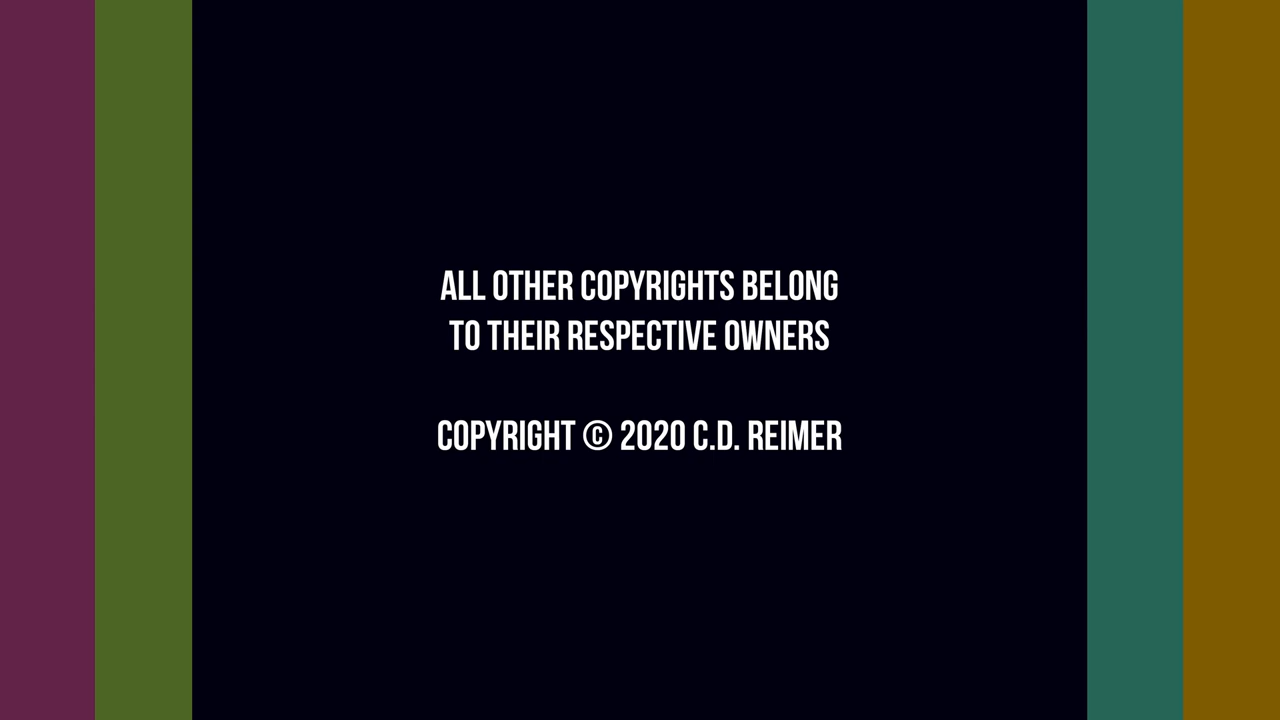 ALL OTHER COPYRIGHTS BELONG
TO THEIR RESPECTIVE OWNERS
COPYRIGHT © 2020 C.D. REIMER